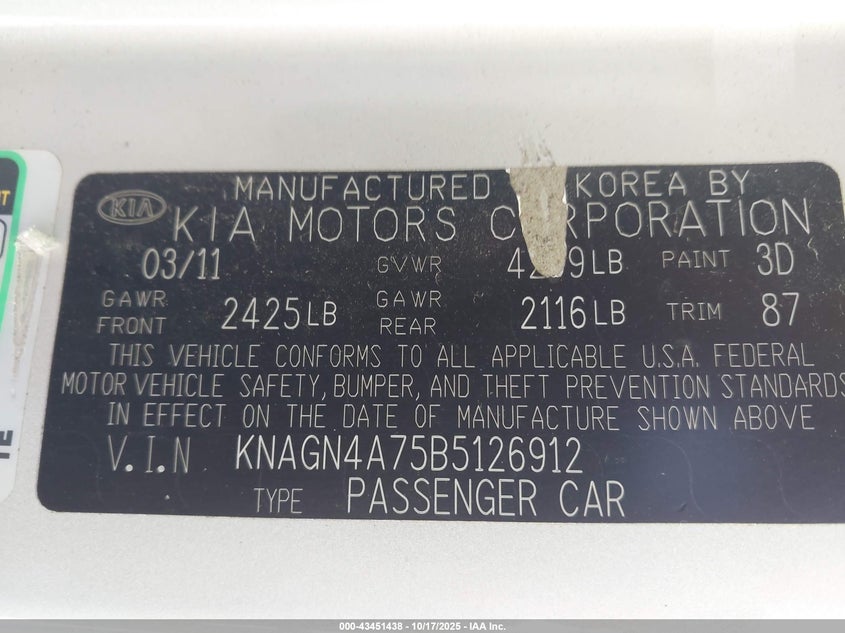 MANUFACTURED KOREA BY
KIA
KIA MOTORS
03/11 GVWR PAINT 3D
GAWR FRONT 2425LB GAWR REAR 2116LB TRIM 87
THIS VEHICLE CONFORMS TO ALL APPLICABLE U.S.A. FEDERAL
MOTOR VEHICLE SAFETY, BUMPER, AND THEFT PREVENTION STANDARDS
IN EFFECT ON THE DATE OF MANUFACTURE SHOWN ABOVE
V.I.N KNAGN4A75B5126912
TYPE PASSENGER CAR
000-43451438 - 10/17/2025 - IAA Inc.